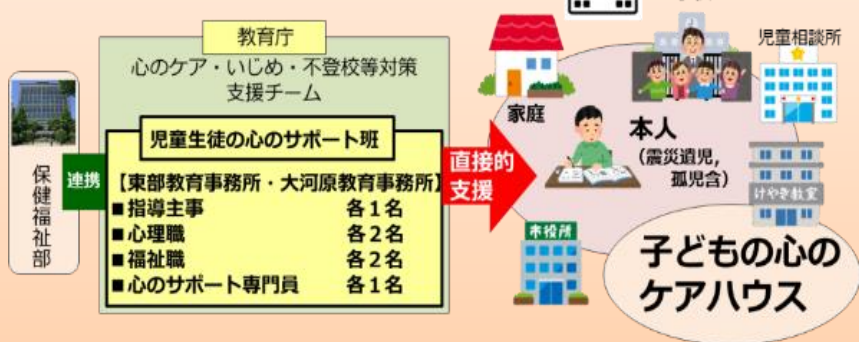 教育庁
心のケア・いじめ・不登校等対策
支援チーム
児童生徒の心のサポート班
【東部教育事務所・大河原教育事務所】
■指導主事 各1名
■心理職 各2名
■福祉職 各2名
■心のサポート専門員 各1名
保健福祉部
連携
直接的
支援
家庭
児童相談所
本人
(震災遺児,
孤児含)
けやき教室
市役所
子どもの心の
ケアハウス